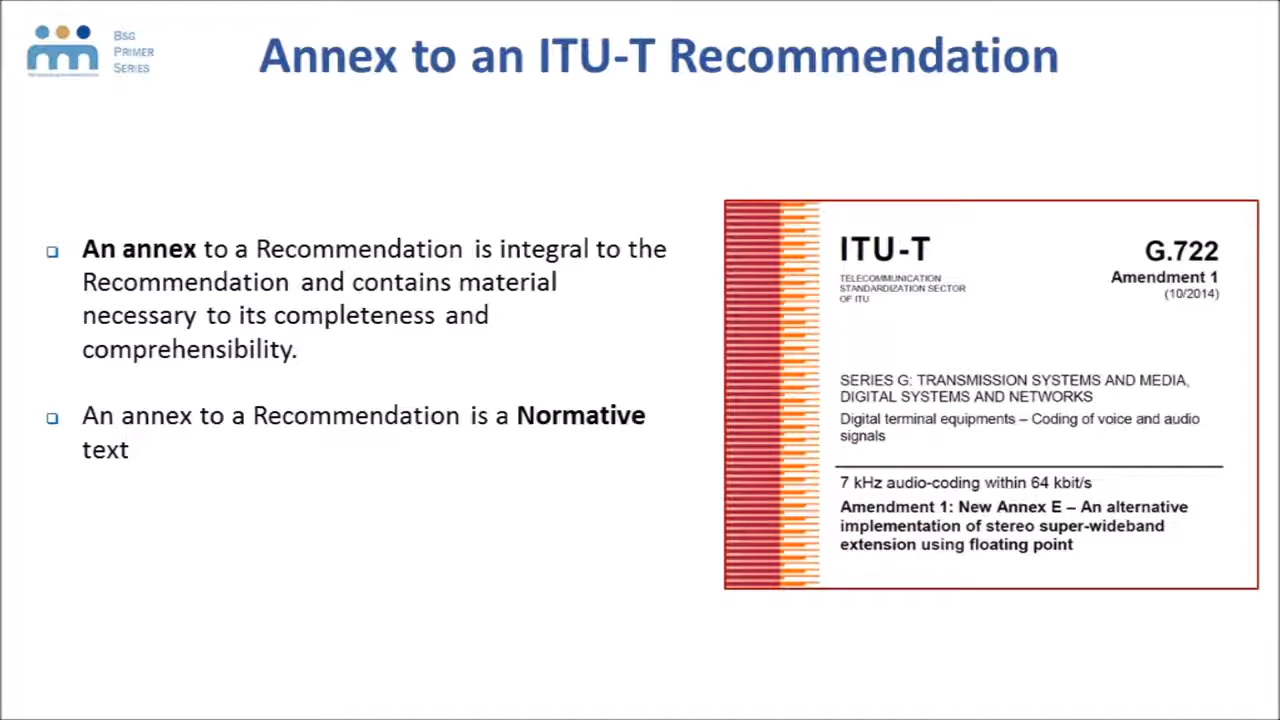 BSG
PRIMER
SERIES
Annex to an ITU-T Recommendation
An annex to a Recommendation is integral to the
Recommendation and contains material
necessary to its completeness and
comprehensibility.
An annex to a Recommendation is a Normative
text
ITU-T
TELECOMMUNICATION
STANDARDIZATION SECTOR
OF ITU
G.722
Amendment 1
(10/2014)
SERIES G: TRANSMISSION SYSTEMS AND MEDIA,
DIGITAL SYSTEMS AND NETWORKS
Digital terminal equipments – Coding of voice and audio
signals
7 kHz audio-coding within 64 kbit/s
Amendment 1: New Annex E – An alternative
implementation of stereo super-wideband
extension using floating point